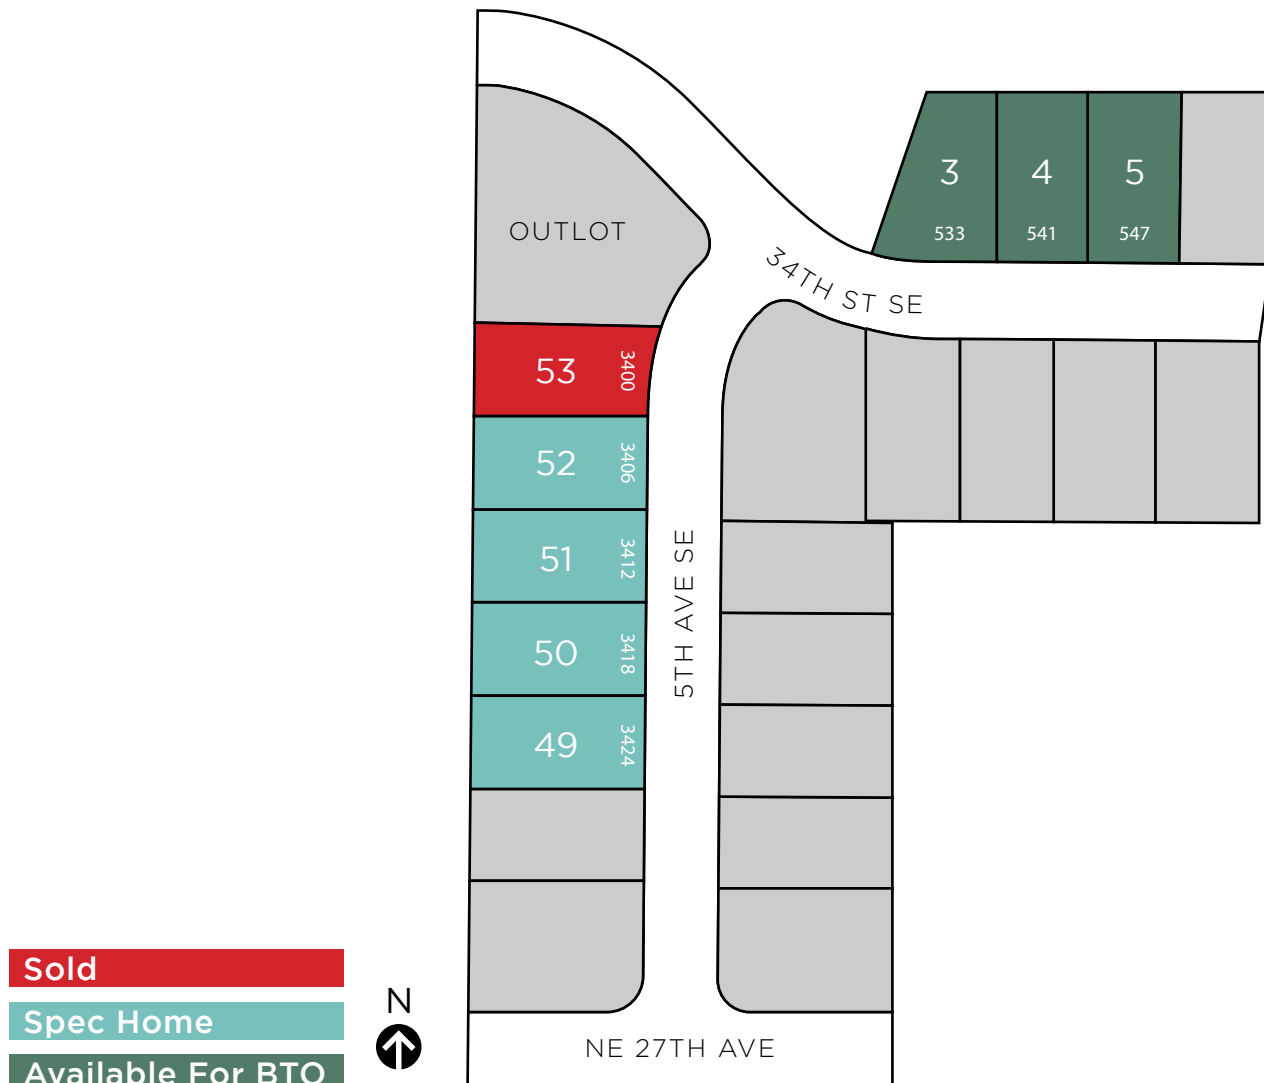 3
4
5
533
541
547
OUTLOT
34TH ST SE
53
3400
52
3406
51
3412
50
3418
49
3424
5TH AVE SE
Sold
Spec Home
Available For BTO
N
NE 27TH AVE